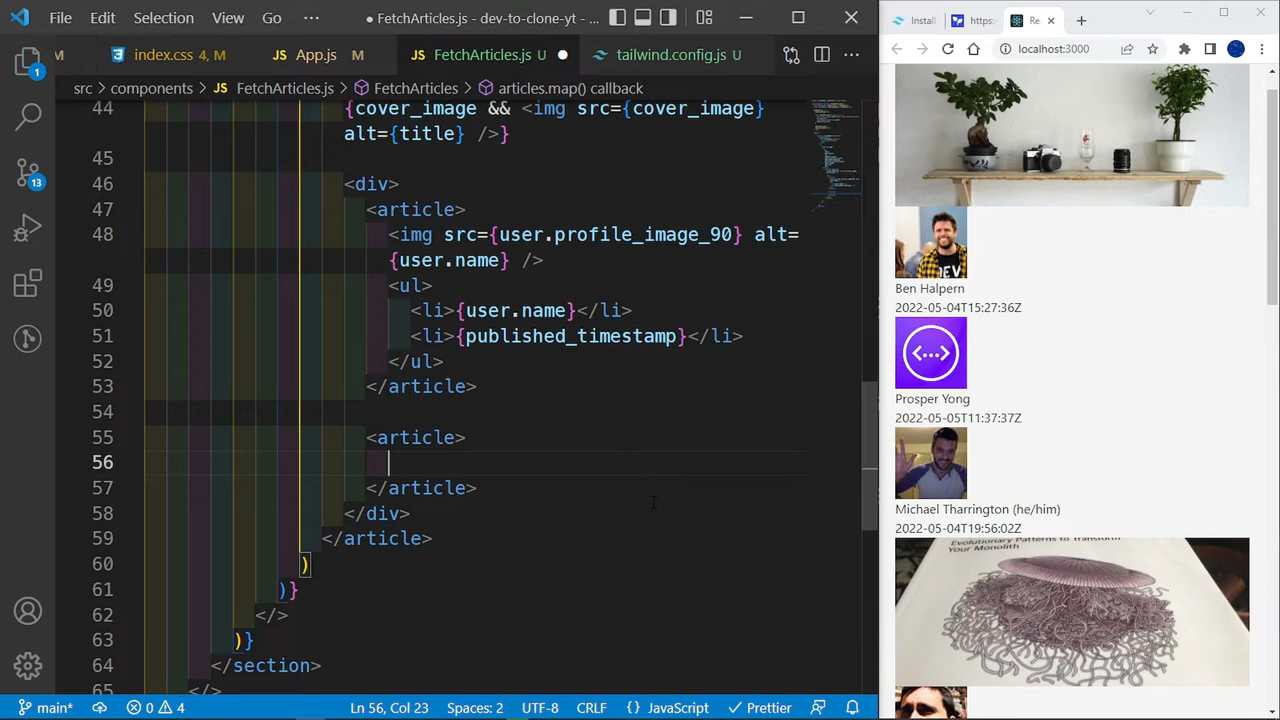 File Edit Selection View Go ··· ● FetchArticles.js - dev-to-clone-yt - ...
M index.css 4, M App.js M FetchArticles.js U tailwind.config.js U
src > components > FetchArticles.js > FetchArticles > articles.map() callback
44 {cover_image && <img src={cover_image}
alt={title} />}
45
46 <div>
47 <article>
48 <img src={user.profile_image_90} alt=
{user.name} />
49 <ul>
50 <li>{user.name}</li>
51 <li>{published_timestamp}</li>
52 </ul>
53 </article>
54
55 <article>
56
57 </article>
58 </div>
59 </article>
60 )
61 )}
62 </>
63 )}
64 </section>
65 </>
1
13
main* 0 4 Ln 56, Col 23 Spaces: 2 UTF-8 CRLF {} JavaScript Prettier
Install https: Re
localhost:3000
Ben Halpern
2022-05-04T15:27:36Z
Prosper Yong
2022-05-05T11:37:37Z
Michael Tharrington (he/him)
2022-05-04T19:56:02Z
Evolutionary Patterns to Transform
Your Monolith